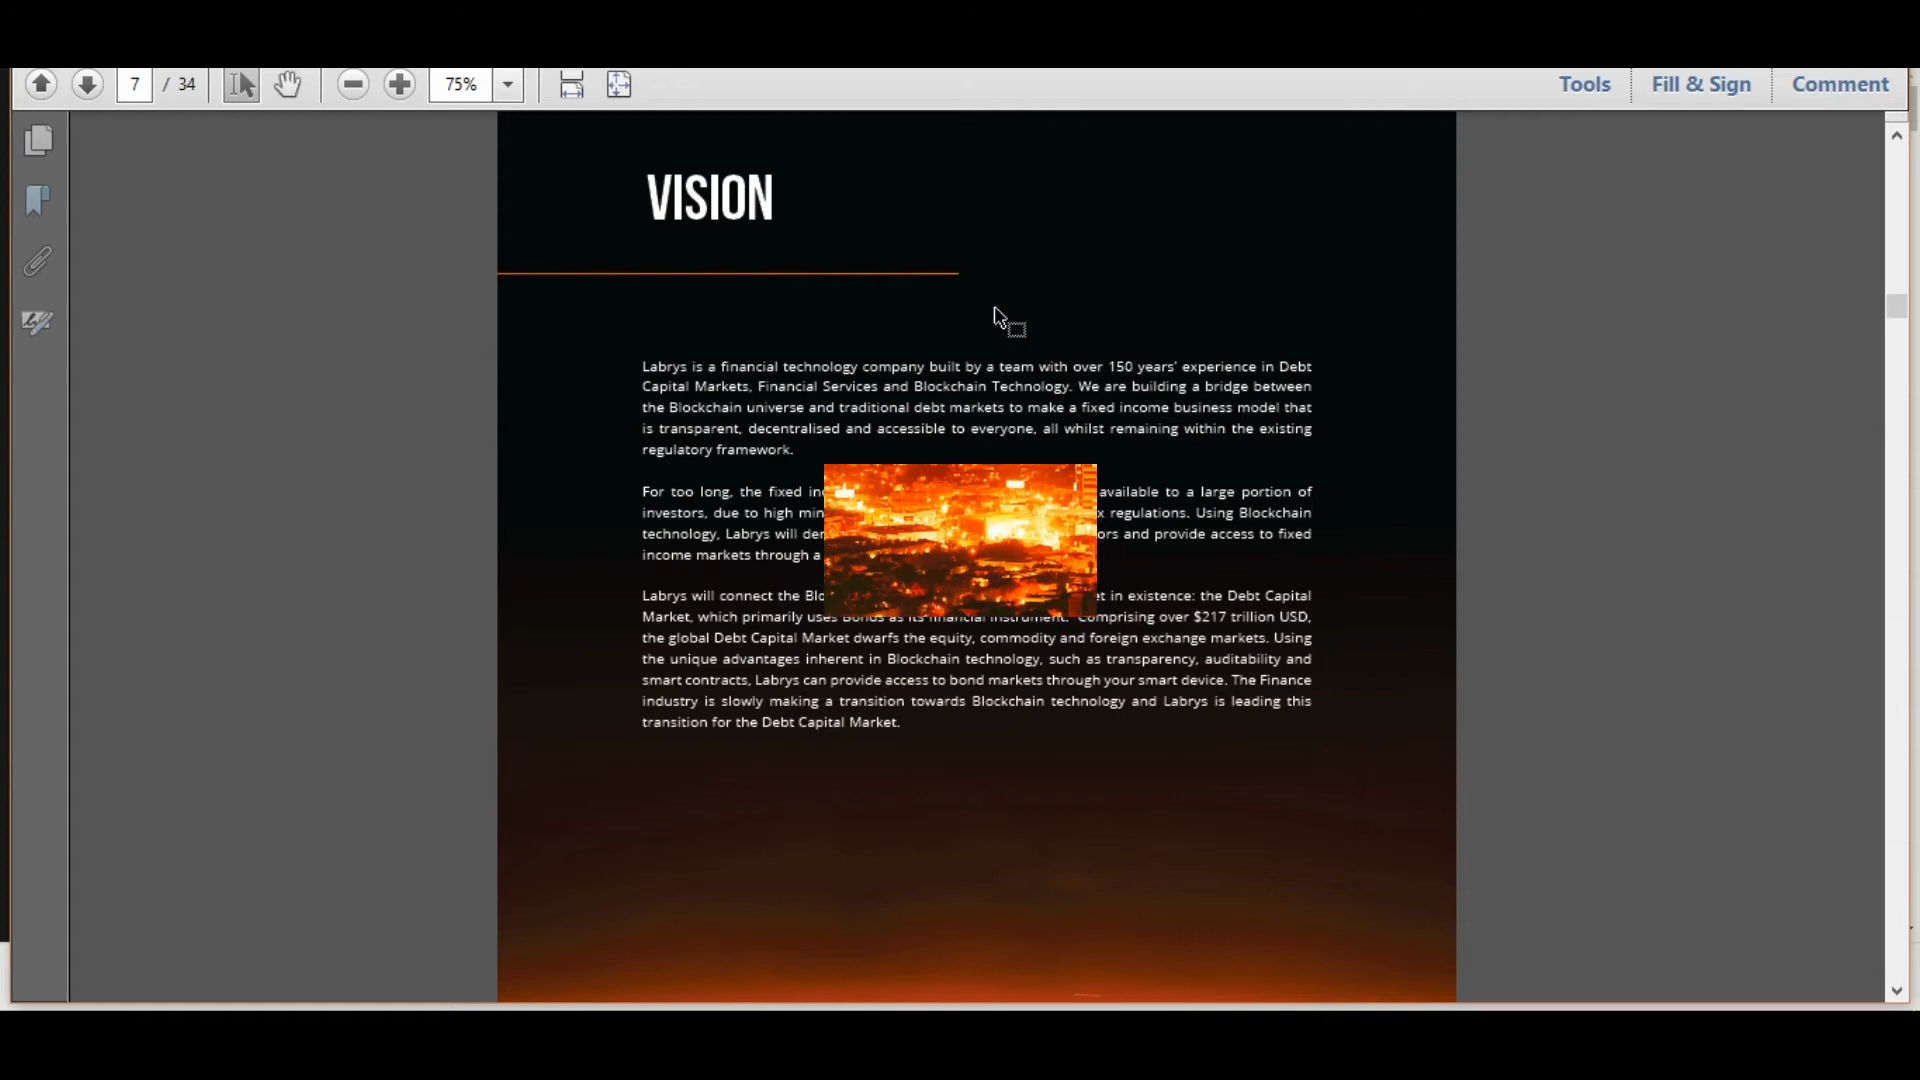 7 / 34 75% Tools Fill & Sign Comment
VISION
Labrys is a financial technology company built by a team with over 150 years' experience in Debt
Capital Markets, Financial Services and Blockchain Technology. We are building a bridge between
the Blockchain universe and traditional debt markets to make a fixed income business model that
is transparent, decentralised and accessible to everyone, all whilst remaining within the existing
regulatory framework.
For too long, the fixed available to a large portion of
investors, due to high regulations. Using Blockchain
technology, Labrys will and provide access to fixed
income markets through a
Labrys will connect the in existence: the Debt Capital
Market, which primarily uses Bonds as its financial instrument. Comprising over $217 trillion USD,
the global Debt Capital Market dwarfs the equity, commodity and foreign exchange markets. Using
the unique advantages inherent in Blockchain technology, such as transparency, auditability and
smart contracts, Labrys can provide access to bond markets through your smart device. The Finance
industry is slowly making a transition towards Blockchain technology and Labrys is leading this
transition for the Debt Capital Market.